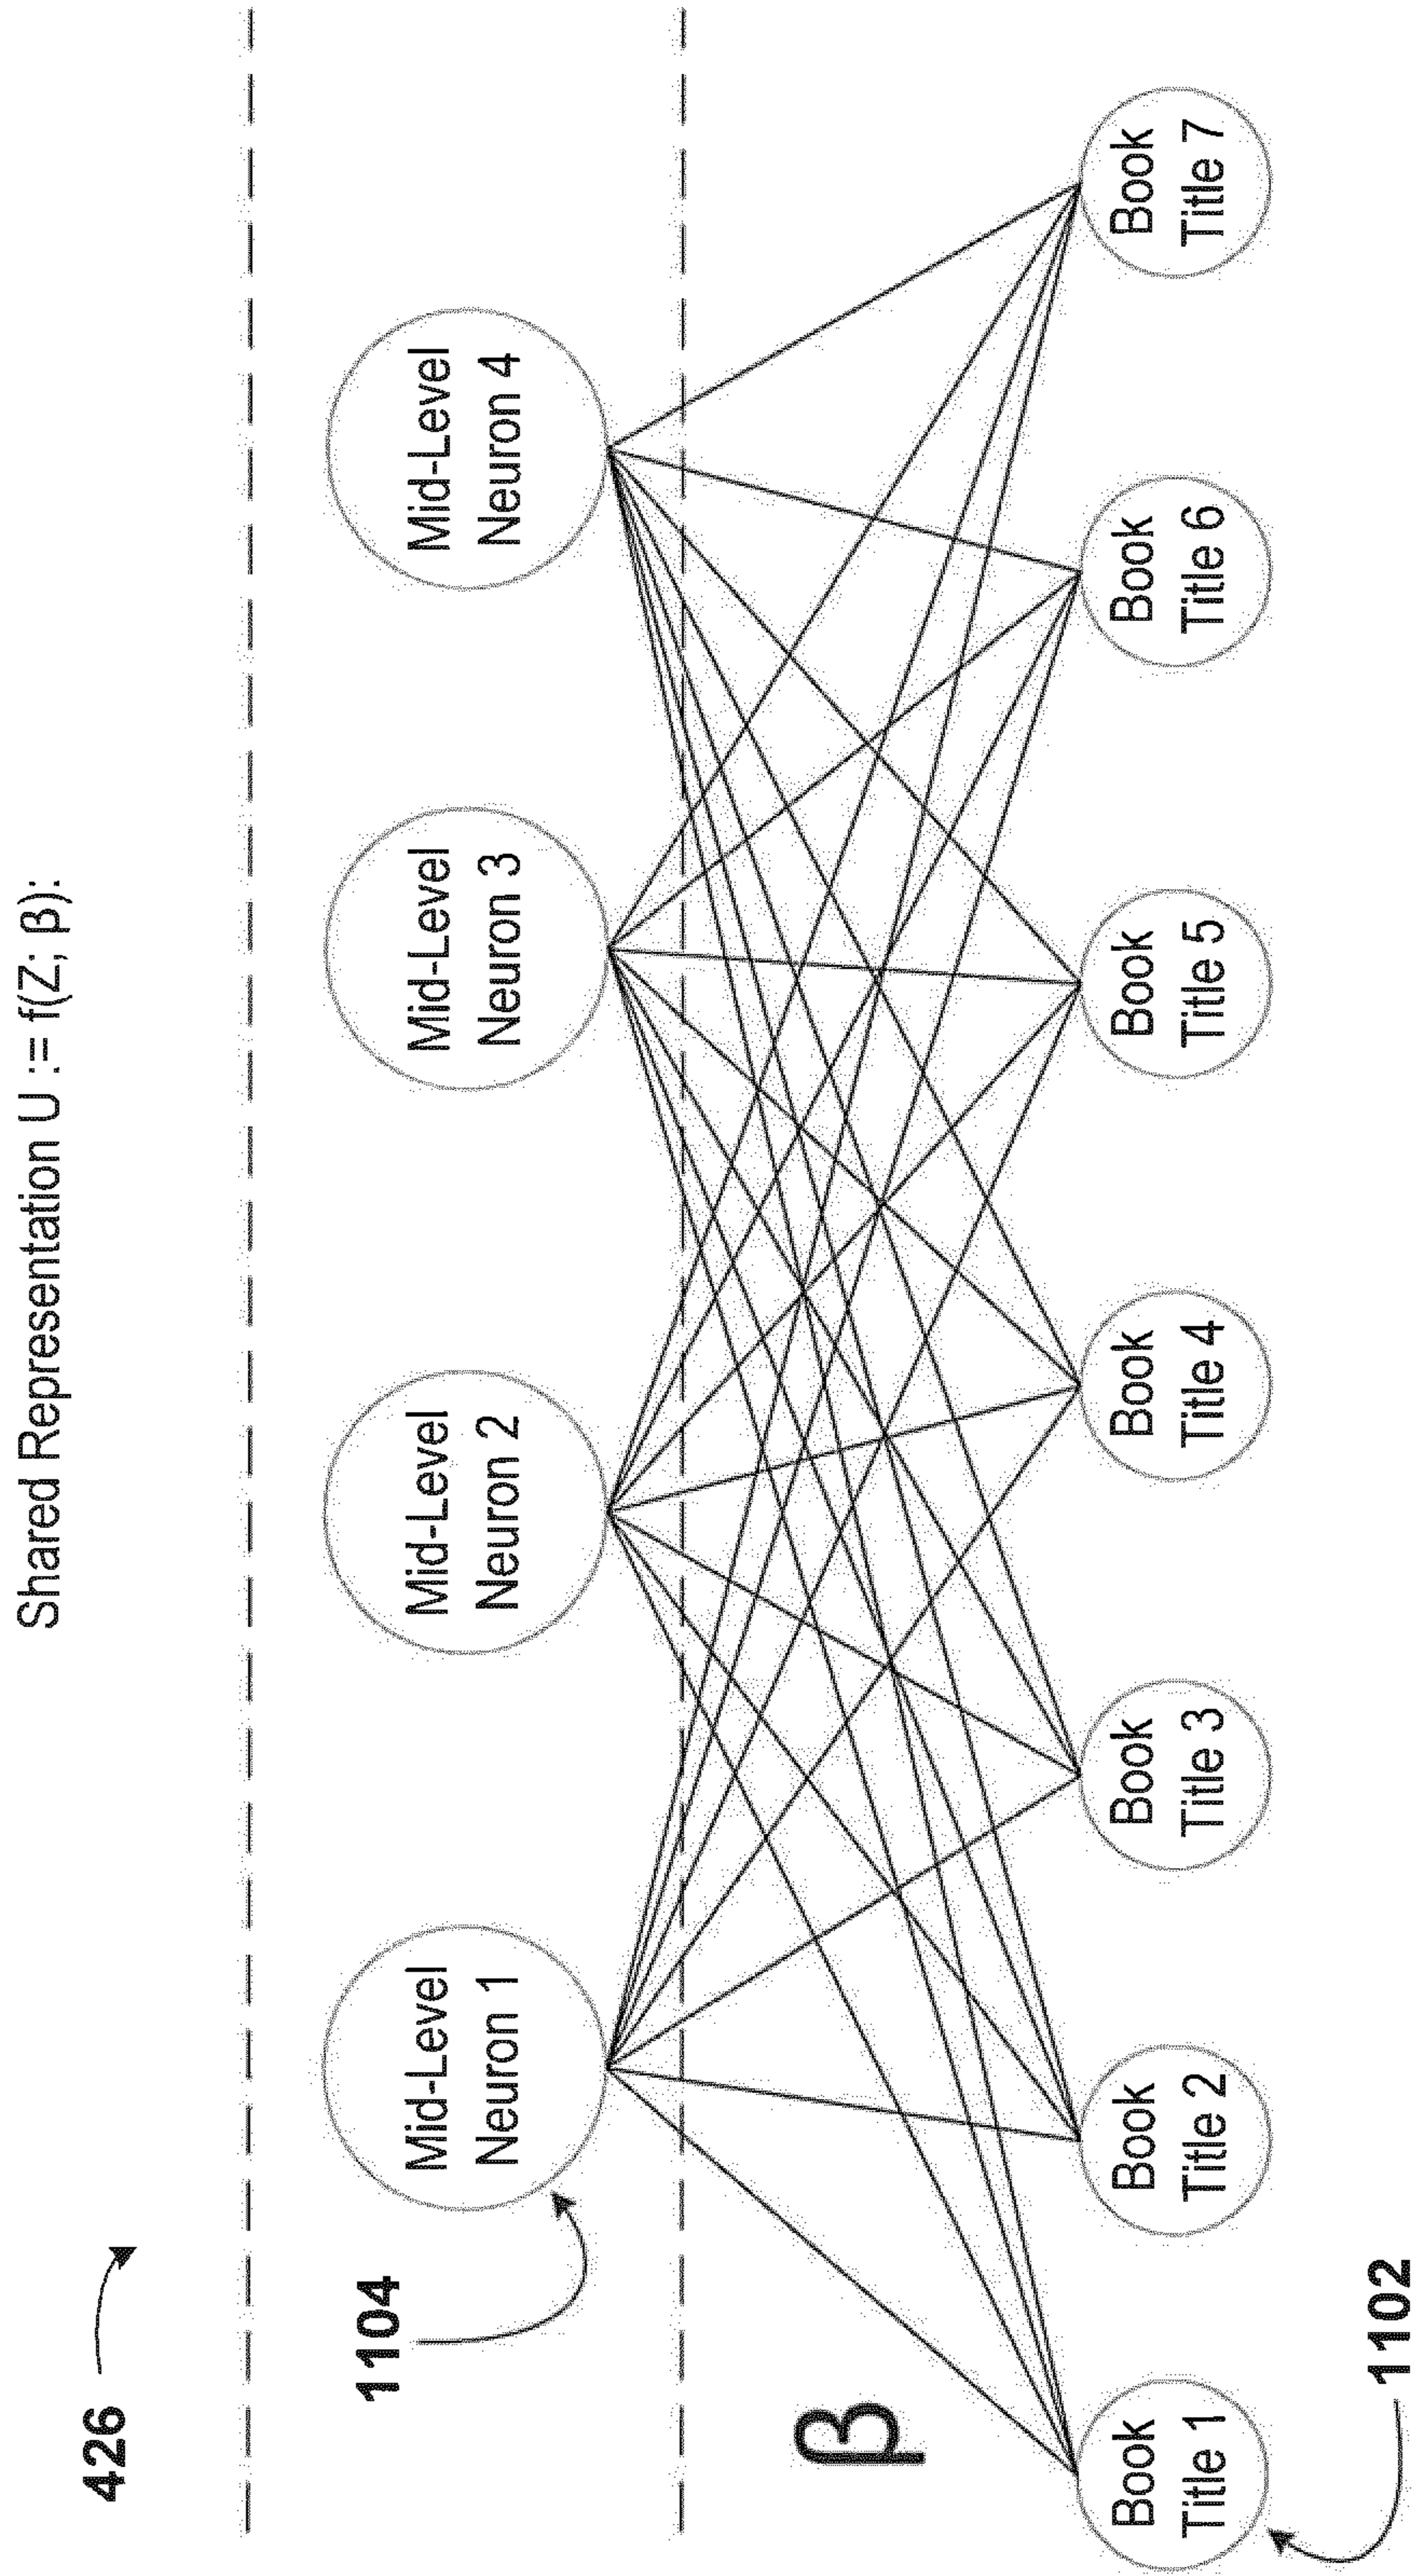 Shared Representation U := f(Z; β):
426
1104
Mid-Level
Neuron 1
Mid-Level
Neuron 2
Mid-Level
Neuron 3
Mid-Level
Neuron 4
β
Book
Title 1
Book
Title 2
Book
Title 3
Book
Title 4
Book
Title 5
Book
Title 6
Book
Title 7
1102